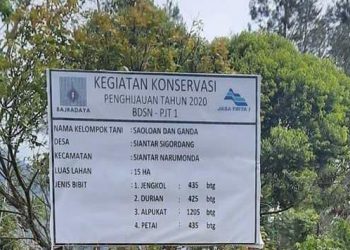 KEGIATAN KONSERVASI
PENGHIJAUAN TAHUN 2020
BDSN - PJT 1
BAJRADAYA
JASA TIRTA I
NAMA KELOMPOK TANI : SAOLOAN DAN GANDA
DESA : SIANTAR SIGORDANG
KECAMATAN : SIANTAR NARUMONDA
LUAS LAHAN : 15 HA
JENIS BIBIT : 1. JENGKOL : 435 btg
2. DURIAN : 425 btg
3. ALPUKAT : 1205 btg
4. PETAI : 435 btg